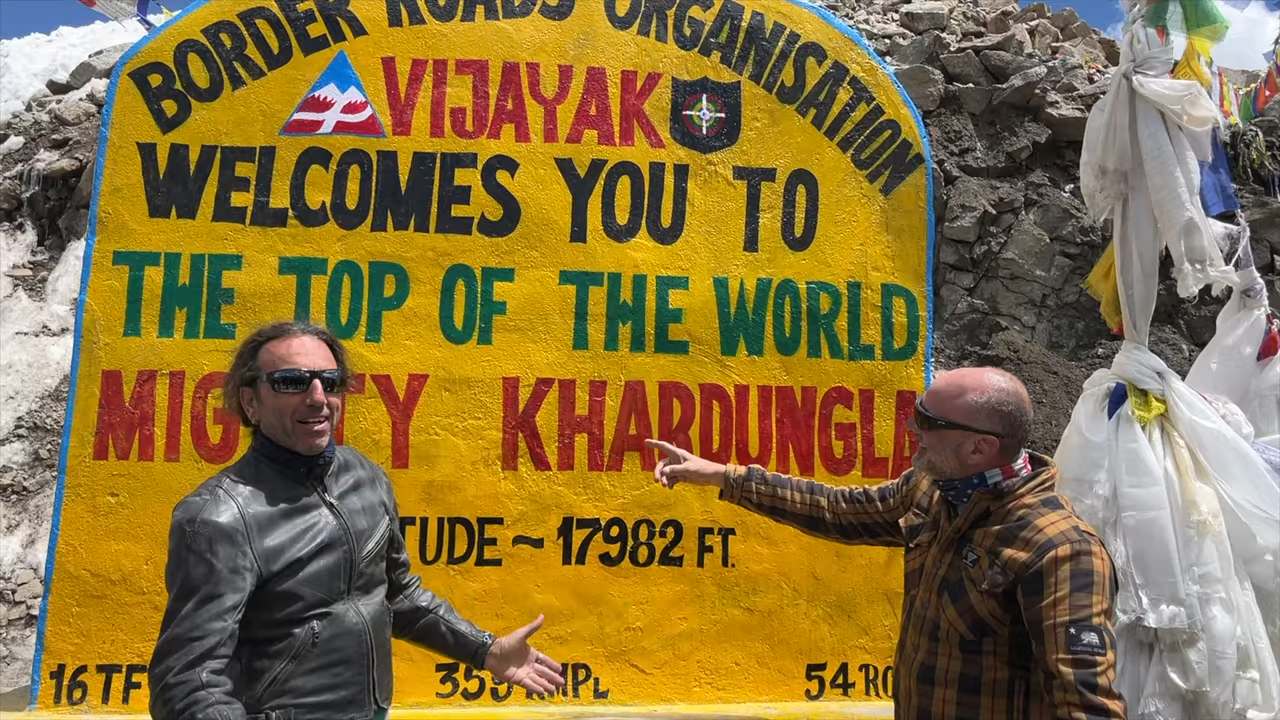 BORDER ROADS ORGANISATION
VIJAYAK
WELCOMES YOU TO
THE TOP OF THE WORLD
MIG TY KHARDUNGLA
TUDE ~ 17982 FT.
16 TF 54 RO